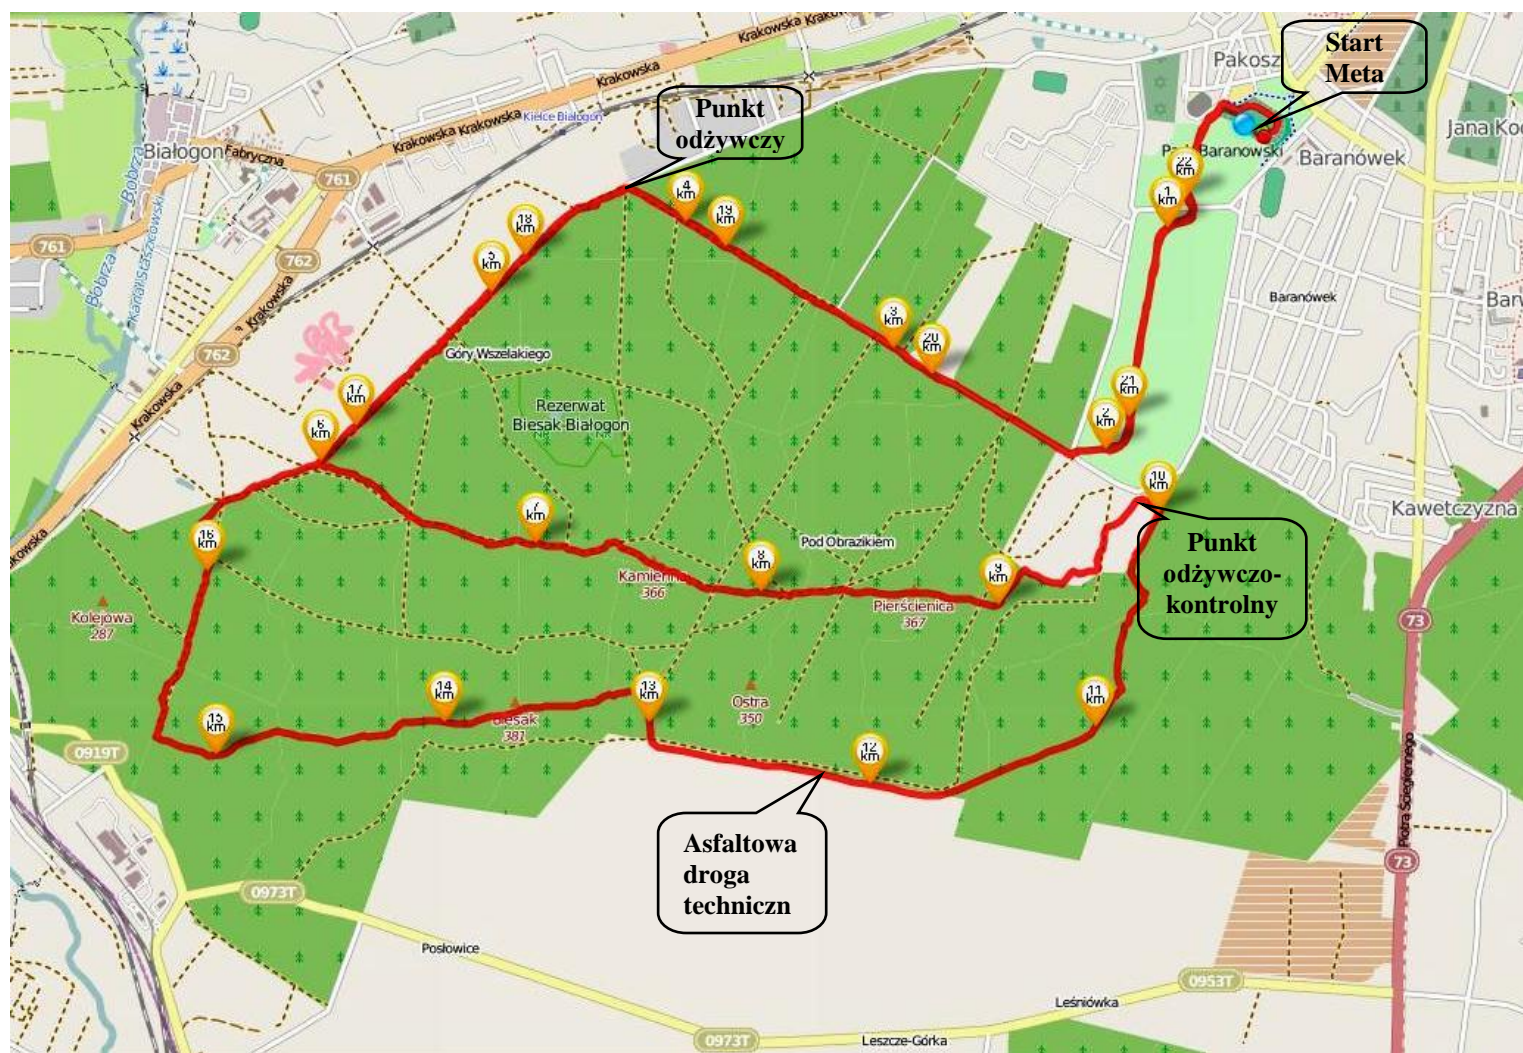 Start
Meta
Pakosz
Krakowska
Krakowska
Krakowska Krakowska
Krakowska
Krakowska
Krakowska
Kielce Białogon
Punkt
odżywczy
Jana Koc
Baranowski
Baranówek
Białogon
Fabryczna
Bobrza
Bobrza
Kanał Staszicowski
761
761
762
762
22
km
1
km
4
km
19
km
18
km
5
km
3
km
20
km
Baranówek
Bar
Góry Wszelakiego
Rezerwat
Biesak-Białogon
17
km
6
km
21
km
2
km
10
km
Kawetczyzna
7
km
16
km
8
km
9
km
Pod Obrazikiem
Punkt
odżywczo-
kontrolny
Kamienna
366
Pierścienica
367
Kolejowa
287
73
13
km
14
km
15
km
11
km
12
km
Ostra
350
Biesak
381
0919T
Asfaltowa
droga
techniczn
Piotra Ściegiennego
73
0973T
Posłowice
0953T
Leśniówka
0973T
Leszcze-Górka